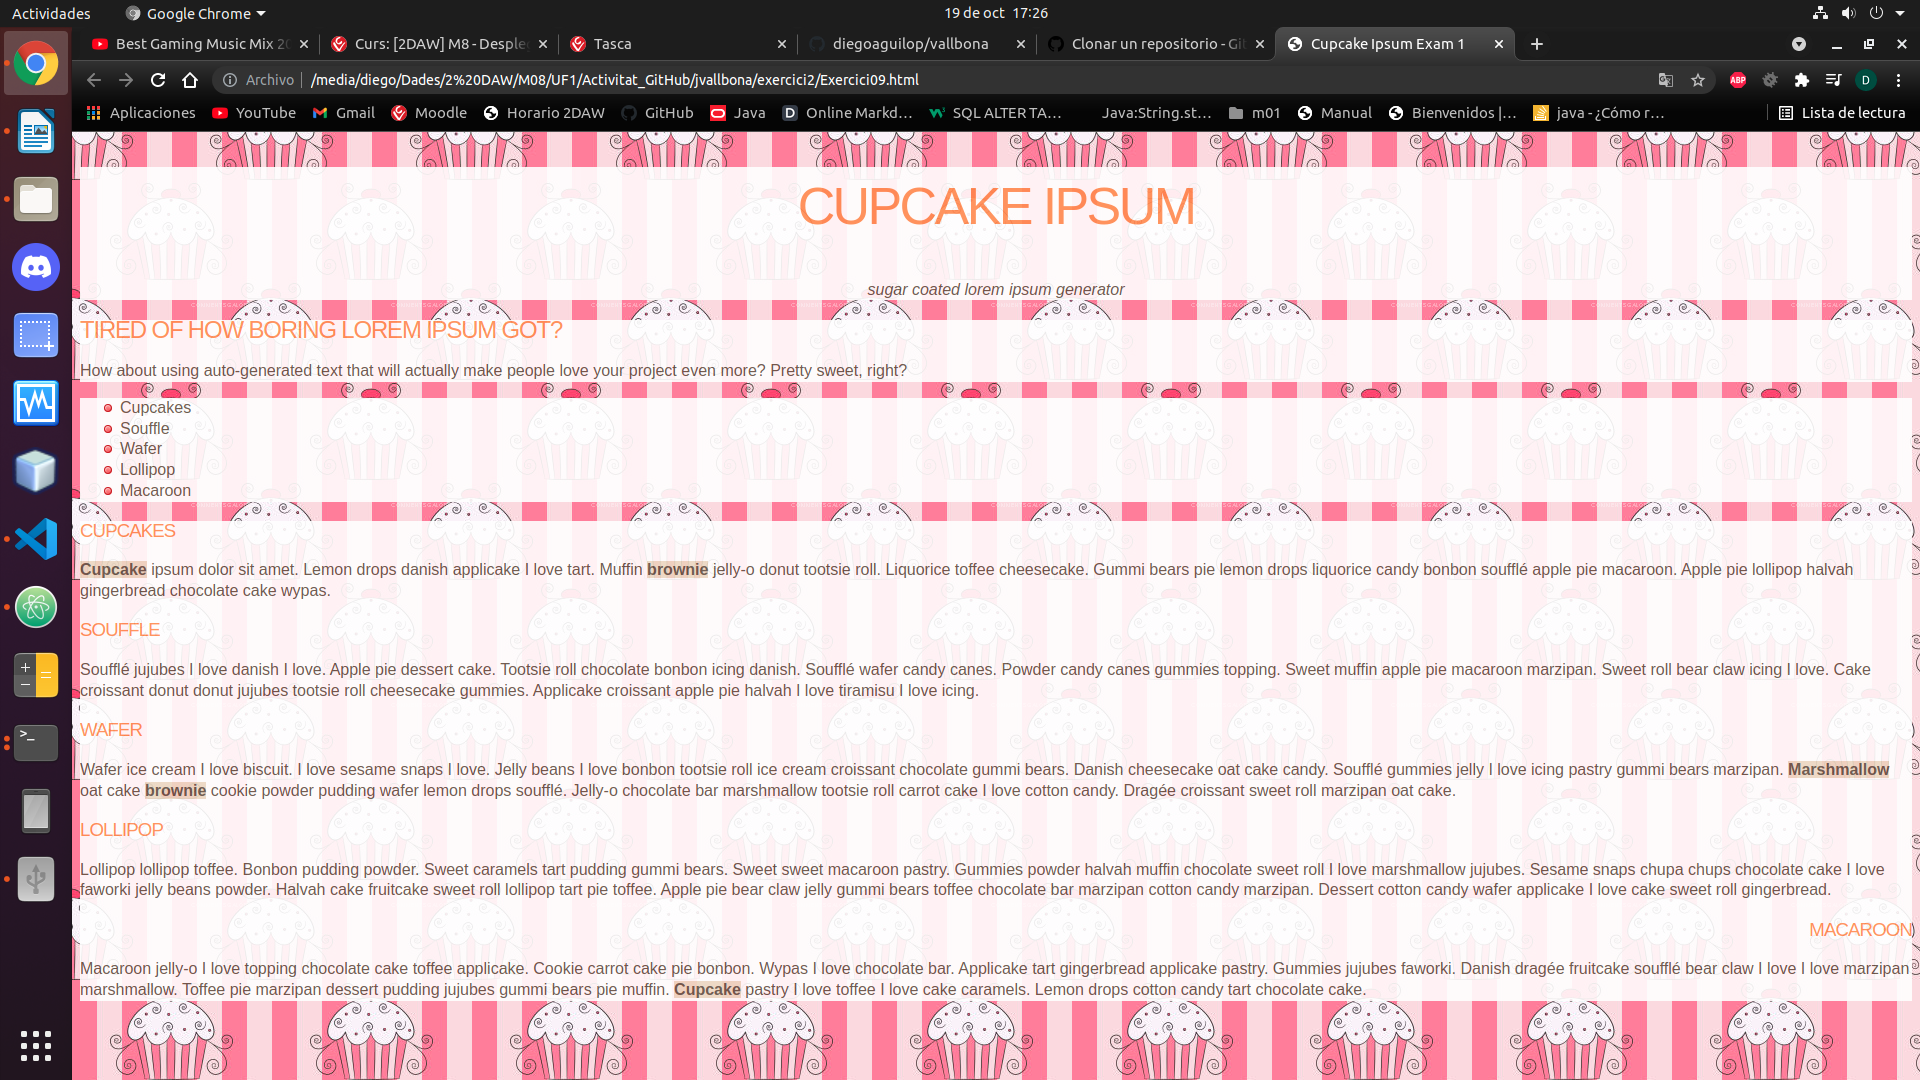 Actividades
Google Chrome
19 de oct 17:26
Best Gaming Music Mix 20
Curs: [2DAW] M8 - Desple
Tasca
diegoaguilop/vallbona
Clonar un repositorio - Git
Cupcake Ipsum Exam 1
Archivo
/media/diego/Dades/2%20DAW/M08/UF1/Activitat_GitHub/jvallbona/exercici2/Exercici09.html
ABP
D
Aplicaciones
YouTube
Gmail
Moodle
Horario 2DAW
GitHub
Java
Online Markd...
SQL ALTER TA...
Java:String.st...
m01
Manual
Bienvenidos |...
java - ¿Cómo r...
Lista de lectura
CUPCAKE IPSUM
sugar coated lorem ipsum generator
TIRED OF HOW BORING LOREM IPSUM GOT?
How about using auto-generated text that will actually make people love your project even more? Pretty sweet, right?
Cupcakes
Souffle
Wafer
Lollipop
Macaroon
CUPCAKES
Cupcake ipsum dolor sit amet. Lemon drops danish applicake I love tart. Muffin brownie jelly-o donut tootsie roll. Liquorice toffee cheesecake. Gummi bears pie lemon drops liquorice candy bonbon soufflé apple pie macaroon. Apple pie lollipop halvah
gingerbread chocolate cake wypas.
SOUFFLE
Soufflé jujubes I love danish I love. Apple pie dessert cake. Tootsie roll chocolate bonbon icing danish. Soufflé wafer candy canes. Powder candy canes gummies topping. Sweet muffin apple pie macaroon marzipan. Sweet roll bear claw icing I love. Cake
croissant donut donut jujubes tootsie roll cheesecake gummies. Applicake croissant apple pie halvah I love tiramisu I love icing.
WAFER
Wafer ice cream I love biscuit. I love sesame snaps I love. Jelly beans I love bonbon tootsie roll ice cream croissant chocolate gummi bears. Danish cheesecake oat cake candy. Soufflé gummies jelly I love icing pastry gummi bears marzipan. Marshmallow
oat cake brownie cookie powder pudding wafer lemon drops soufflé. Jelly-o chocolate bar marshmallow tootsie roll carrot cake I love cotton candy. Dragée croissant sweet roll marzipan oat cake.
LOLLIPOP
Lollipop lollipop toffee. Bonbon pudding powder. Sweet caramels tart pudding gummi bears. Sweet sweet macaroon pastry. Gummies powder halvah muffin chocolate sweet roll I love marshmallow jujubes. Sesame snaps chupa chups chocolate cake I love
faworki jelly beans powder. Halvah cake fruitcake sweet roll lollipop tart pie toffee. Apple pie bear claw jelly gummi bears toffee chocolate bar marzipan cotton candy marzipan. Dessert cotton candy wafer applicake I love cake sweet roll gingerbread.
MACAROON
Macaroon jelly-o I love topping chocolate cake toffee applicake. Cookie carrot cake pie bonbon. Wypas I love chocolate bar. Applicake tart gingerbread applicake pastry. Gummies jujubes faworki. Danish dragée fruitcake soufflé bear claw I love I love marzipan
marshmallow. Toffee pie marzipan dessert pudding jujubes gummi bears pie muffin. Cupcake pastry I love toffee I love cake caramels. Lemon drops cotton candy tart chocolate cake.